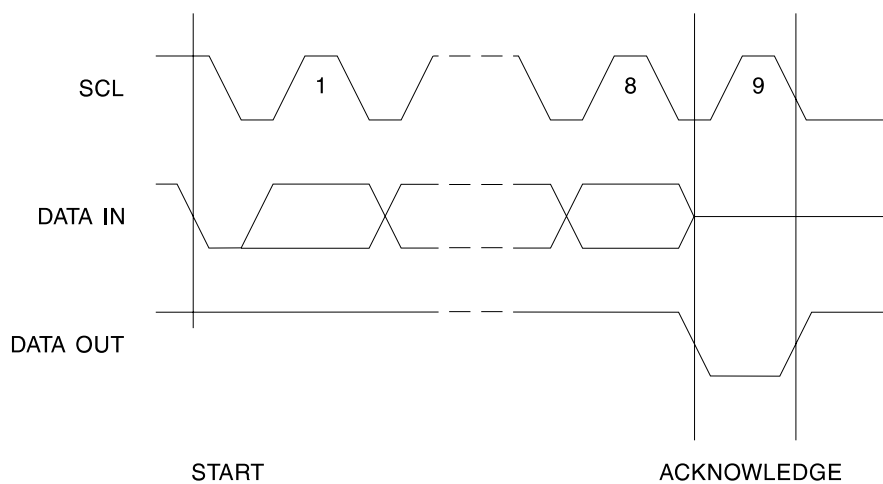 SCL
1
8
9
DATA IN
DATA OUT
START
ACKNOWLEDGE